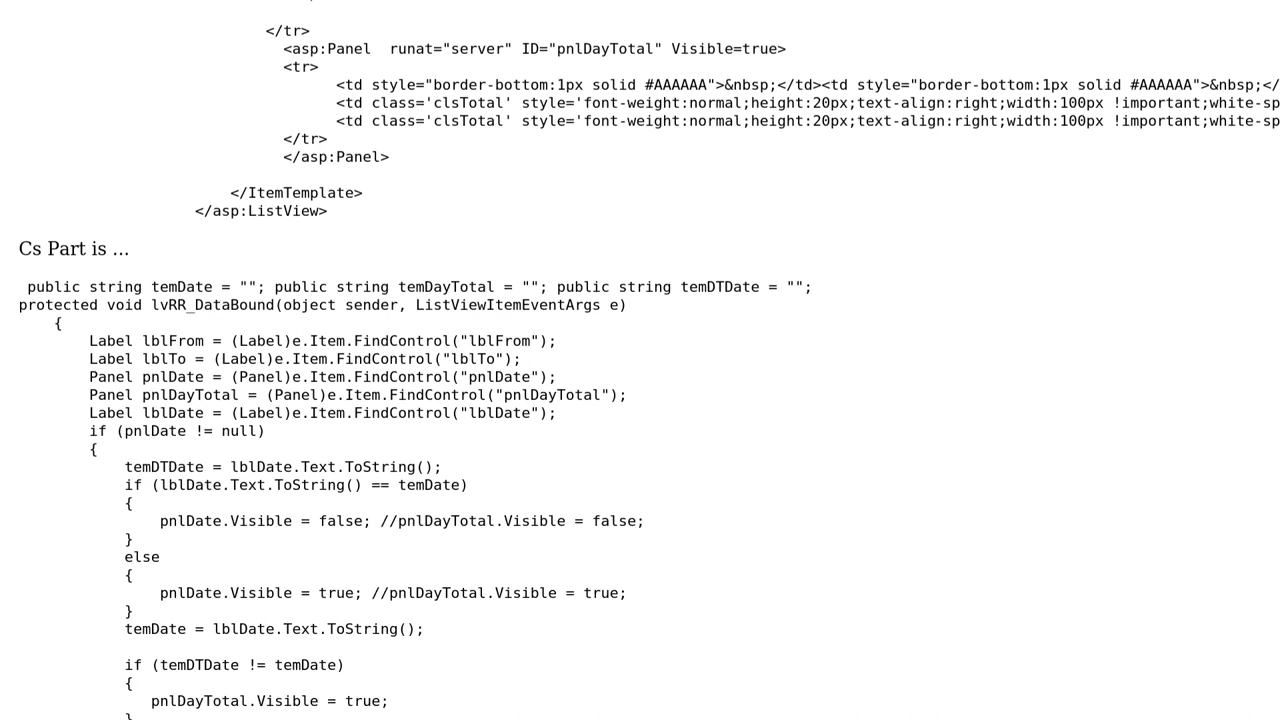 </tr>
<asp:Panel  runat="server" ID="pnlDayTotal" Visible=true>
<tr>
<td style="border-bottom:1px solid #AAAAAA">&nbsp;</td><td style="border-bottom:1px solid #AAAAAA">&nbsp;</
<td class='clsTotal' style='font-weight:normal;height:20px;text-align:right;width:100px !important;white-sp
<td class='clsTotal' style='font-weight:normal;height:20px;text-align:right;width:100px !important;white-sp
</tr>
</asp:Panel>
</ItemTemplate>
</asp:ListView>
Cs Part is ...
public string temDate = ""; public string temDayTotal = ""; public string temDTDate = "";
protected void lvRR_DataBound(object sender, ListViewItemEventArgs e)
{
Label lblFrom = (Label)e.Item.FindControl("lblFrom");
Label lblTo = (Label)e.Item.FindControl("lblTo");
Panel pnlDate = (Panel)e.Item.FindControl("pnlDate");
Panel pnlDayTotal = (Panel)e.Item.FindControl("pnlDayTotal");
Label lblDate = (Label)e.Item.FindControl("lblDate");
if (pnlDate != null)
{
temDTDate = lblDate.Text.ToString();
if (lblDate.Text.ToString() == temDate)
{
pnlDate.Visible = false; //pnlDayTotal.Visible = false;
}
else
{
pnlDate.Visible = true; //pnlDayTotal.Visible = true;
}
temDate = lblDate.Text.ToString();
if (temDTDate != temDate)
{
pnlDayTotal.Visible = true;
}